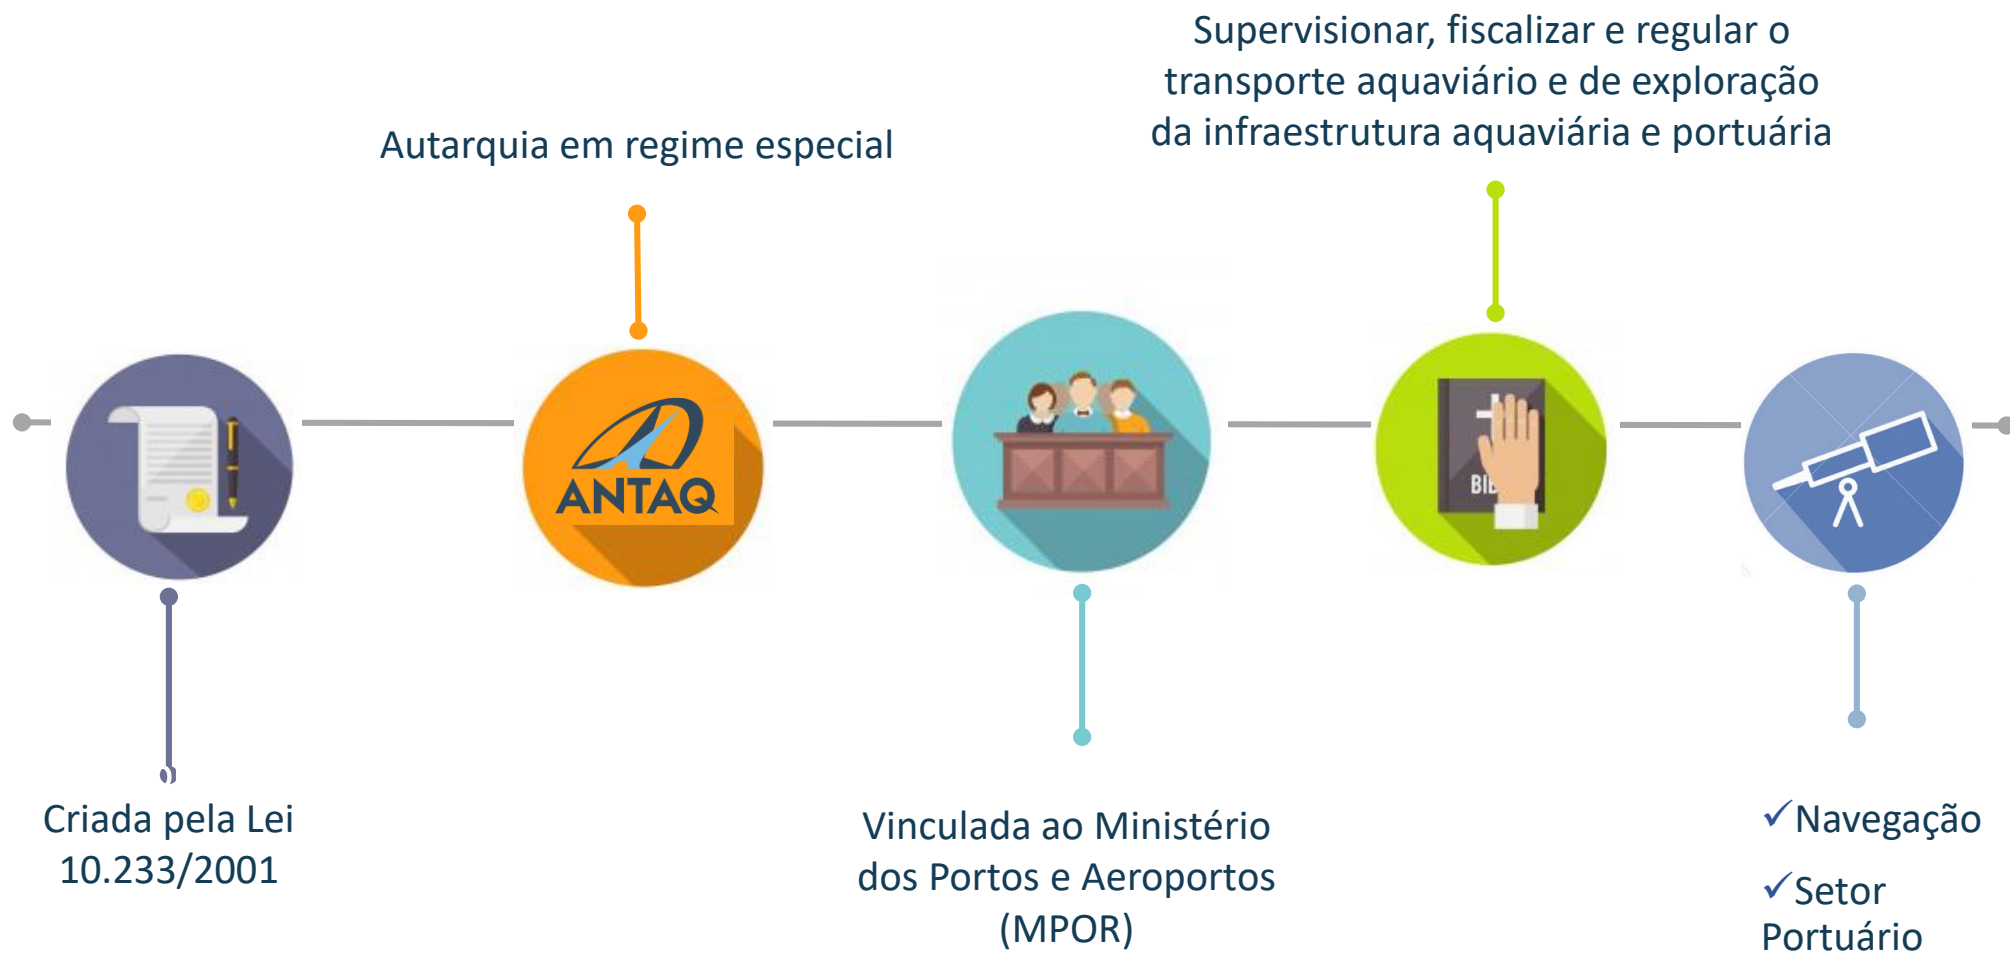 Supervisionar, fiscalizar e regular o
transporte aquaviário e de exploração
da infraestrutura aquaviária e portuária
Autarquia em regime especial
ANTAQ
Criada pela Lei
10.233/2001
Vinculada ao Ministério
dos Portos e Aeroportos
(MPOR)
✓Navegação
✓Setor
Portuário